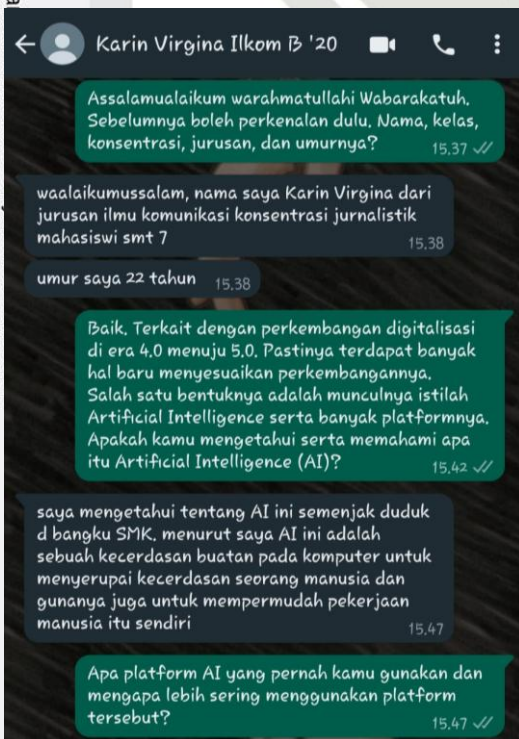 Karin Virgina Ilkom B '20
Assalamualaikum warahmatullahi Wabarakatuh.
Sebelumnya boleh perkenalan dulu. Nama, kelas,
konsentrasi, jurusan, dan umurnya?
15.37
waalaikumussalam, nama saya Karin Virgina dari
jurusan ilmu komunikasi konsentrasi jurnalistik
mahasiswi smt 7
15.38
umur saya 22 tahun 15.38
Baik. Terkait dengan perkembangan digitalisasi
di era 4.0 menuju 5.0. Pastinya terdapat banyak
hal baru menyesuaikan perkembangannya.
Salah satu bentuknya adalah munculnya istilah
Artificial Intelligence serta banyak platformnya.
Apakah kamu mengetahui serta memahami apa
itu Artificial Intelligence (AI)?
15.42
saya mengetahui tentang AI ini semenjak duduk
d bangku SMK. menurut saya AI ini adalah
sebuah kecerdasan buatan pada komputer untuk
menyerupai kecerdasan seorang manusia dan
gunanya juga untuk mempermudah pekerjaan
manusia itu sendiri
15.47
Apa platform AI yang pernah kamu gunakan dan
mengapa lebih sering menggunakan platform
tersebut?
15.47